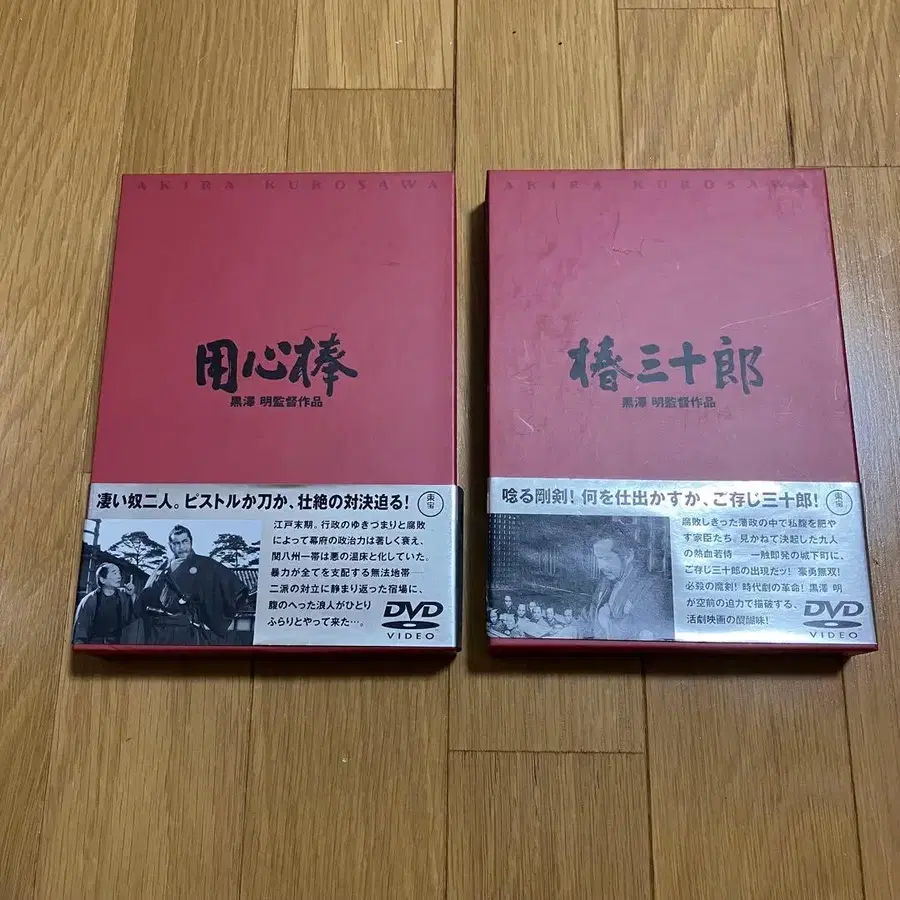 AKIRA KUROSAWA
用心棒
黒澤 明監督作品
凄い奴二人。ピストルか刀か、壮絶の対決迫る!
東宝
江戸末期。行政のゆきづまりと腐敗
によって幕府の政治力は著しく衰え、
関八州一帯は悪の温床と化していた。
暴力が全てを支配する無法地帯──
二派の対立に静まり返った宿場に、
腹のへった浪人がひとり
ふらりとやって来た…。
DVD
VIDEO
AKIRA KUROSAWA
椿三十郎
黒澤 明監督作品
唸る剛剣!何を仕出かすか、ご存じ三十郎!
東宝
腐敗しきった藩政の中で私腹を肥や
す家臣たち。見かねて決起した九人
の熱血若侍──一触即発の城下町に、
ご存じ三十郎の出現だッ!豪勇無双!
必殺の魔剣!時代劇の革命!黒澤 明
が空前の迫力で描破する、
活劇映画の醍醐味!
DVD
VIDEO